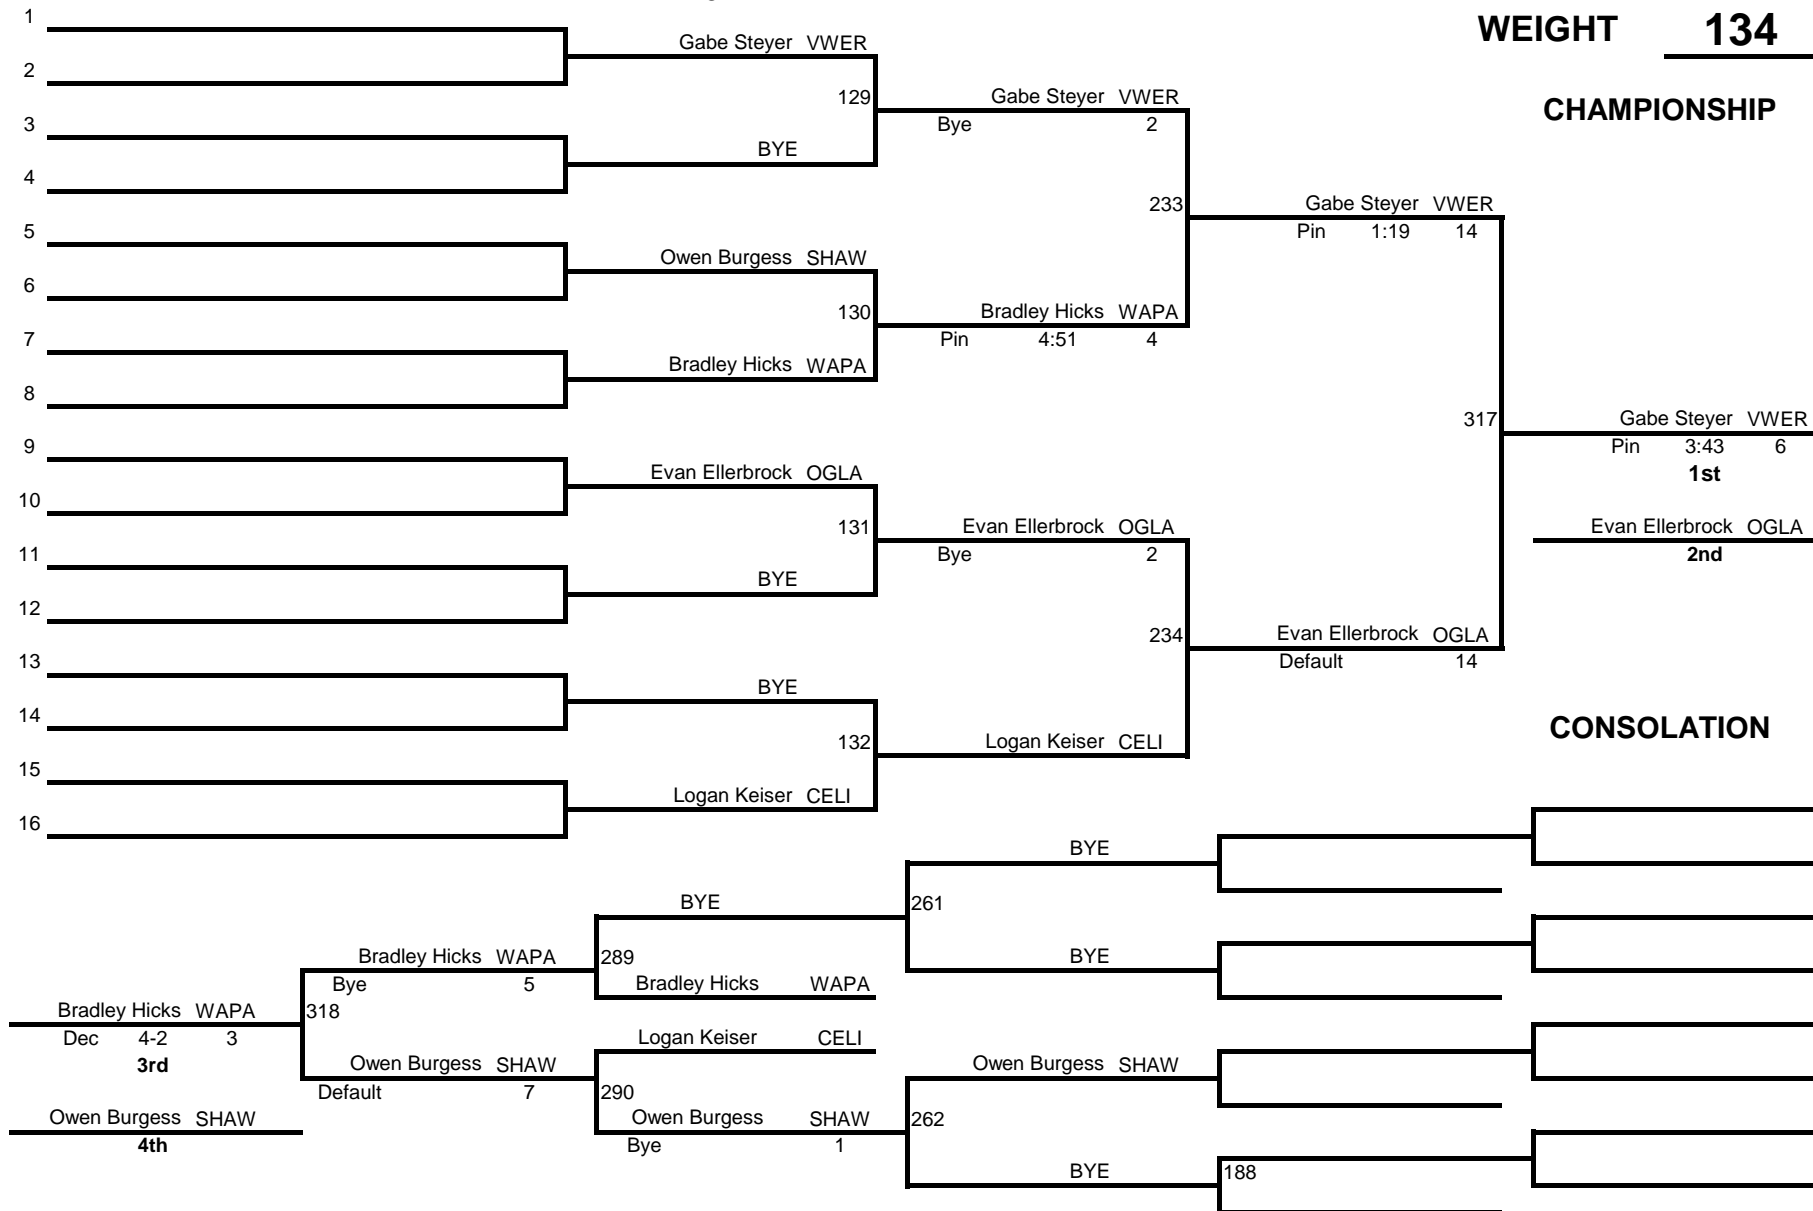 WEIGHT 134
CHAMPIONSHIP
1
2
3
4
5
6
7
8
9
10
11
12
13
14
15
16
Gabe Steyer VWER
129
BYE
Owen Burgess SHAW
130
Bradley Hicks WAPA
Evan Ellerbrock OGLA
131
BYE
BYE
132
Logan Keiser CELI
Gabe Steyer VWER
Bye 2
233
Bradley Hicks WAPA
Pin 4:51 4
Evan Ellerbrock OGLA
Bye 2
234
Logan Keiser CELI
Gabe Steyer VWER
Pin 1:19 14
317
Evan Ellerbrock OGLA
Default 14
Gabe Steyer VWER
Pin 3:43 6
1st
Evan Ellerbrock OGLA
2nd
CONSOLATION
BYE
261
BYE
Owen Burgess SHAW
262
BYE
188
BYE
289
Bradley Hicks WAPA
Logan Keiser CELI
290
Owen Burgess SHAW
Bye 1
Bradley Hicks WAPA
Bye 5
318
Owen Burgess SHAW
Default 7
Bradley Hicks WAPA
Dec 4-2 3
3rd
Owen Burgess SHAW
4th